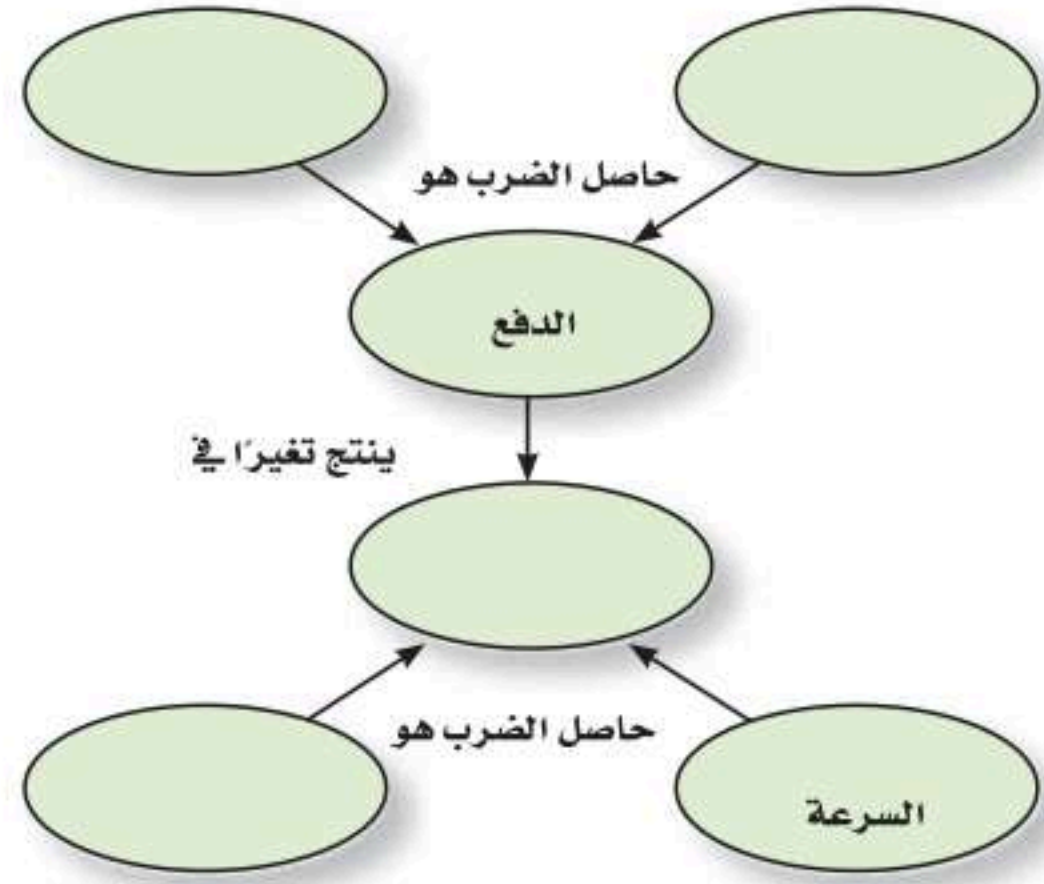 حاصل الضرب هو
الدفع
ينتج تغيرًا في
حاصل الضرب هو
السرعة